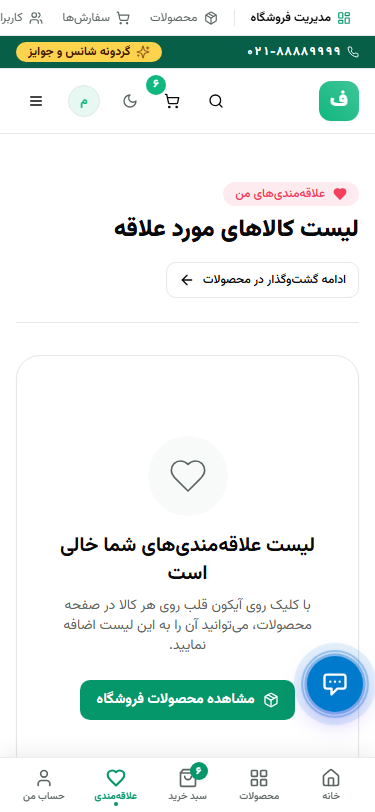 مدیریت فروشگاه
محصولات
سفارش‌ها
۰۲۱-۸۸۸۸۹۹۹۹
گردونه شانس و جوایز
ف
۶
م
علاقه‌مندی‌های من
لیست کالاهای مورد علاقه
ادامه گشت‌وگذار در محصولات
لیست علاقه‌مندی‌های شما خالی
است
با کلیک روی آیکون قلب روی هر کالا در صفحه
محصولات، می‌توانید آن را به این لیست اضافه
نمایید.
مشاهده محصولات فروشگاه
خانه
محصولات
۶
سبد خرید
علاقه‌مندی
حساب من